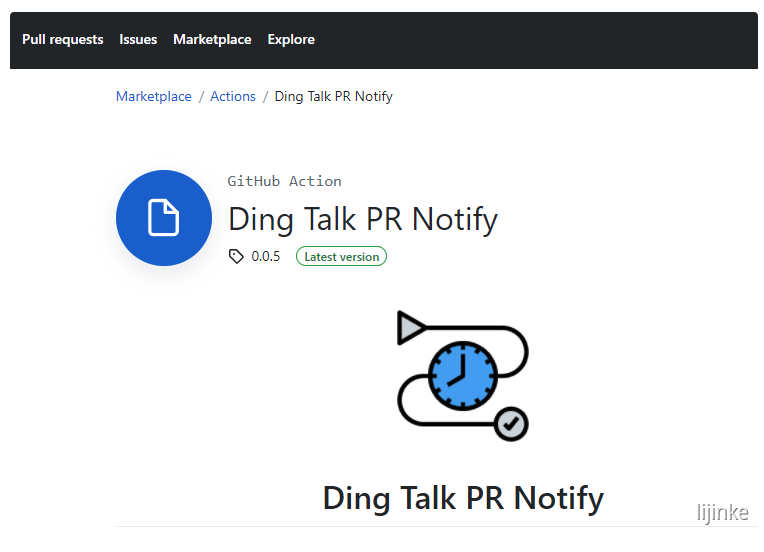 Pull requests Issues Marketplace Explore
Marketplace / Actions / Ding Talk PR Notify
GitHub Action
Ding Talk PR Notify
0.0.5 Latest version
Ding Talk PR Notify
lijinke